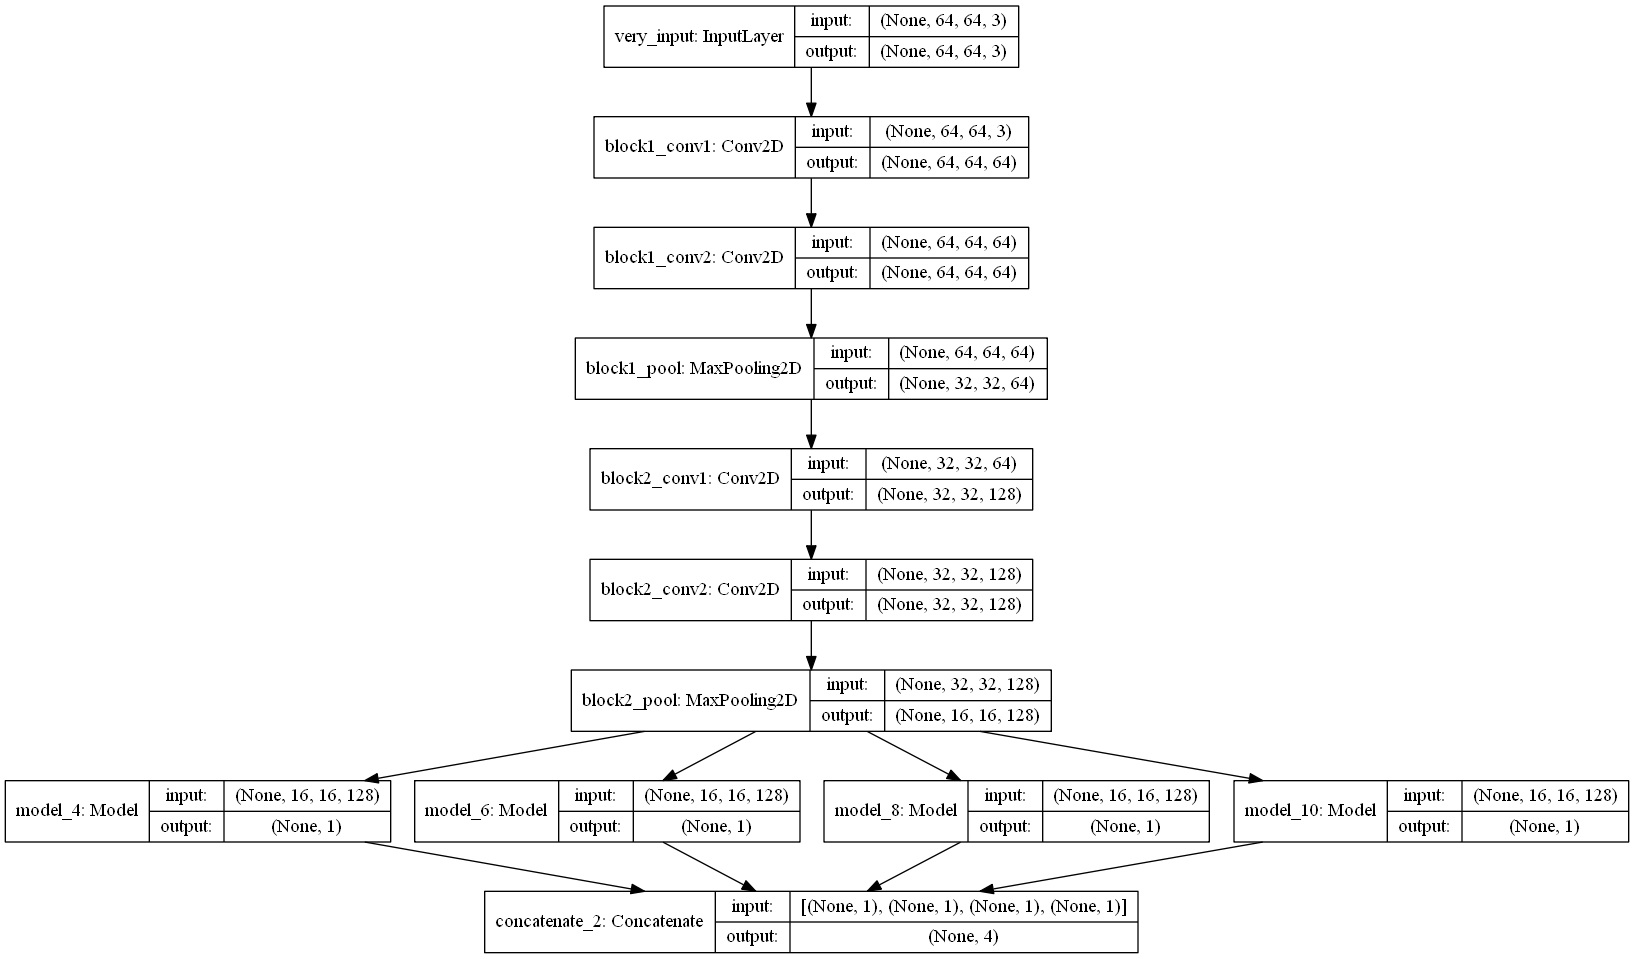 very_input: InputLayer
input: (None, 64, 64, 3)
output: (None, 64, 64, 3)
block1_conv1: Conv2D
input: (None, 64, 64, 3)
output: (None, 64, 64, 64)
block1_conv2: Conv2D
input: (None, 64, 64, 64)
output: (None, 64, 64, 64)
block1_pool: MaxPooling2D
input: (None, 64, 64, 64)
output: (None, 32, 32, 64)
block2_conv1: Conv2D
input: (None, 32, 32, 64)
output: (None, 32, 32, 128)
block2_conv2: Conv2D
input: (None, 32, 32, 128)
output: (None, 32, 32, 128)
block2_pool: MaxPooling2D
input: (None, 32, 32, 128)
output: (None, 16, 16, 128)
model_4: Model
input: (None, 16, 16, 128)
output: (None, 1)
model_6: Model
input: (None, 16, 16, 128)
output: (None, 1)
model_8: Model
input: (None, 16, 16, 128)
output: (None, 1)
model_10: Model
input: (None, 16, 16, 128)
output: (None, 1)
concatenate_2: Concatenate
input: [(None, 1), (None, 1), (None, 1), (None, 1)]
output: (None, 4)